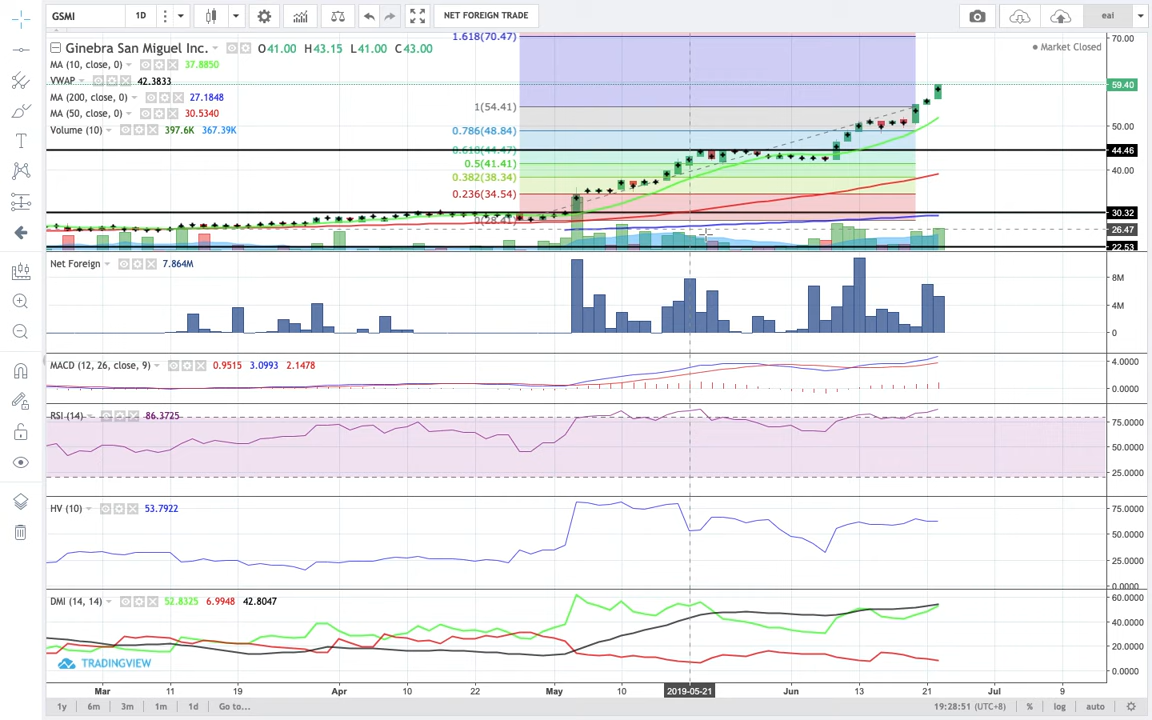 GSMI 1D NET FOREIGN TRADE eal
Ginebra San Miguel Inc. O41.00 H43.15 L41.00 C43.00
Market Closed
MA (10, close, 0) 37.8850
VWAP 42.3833
MA (200, close, 0) 27.1848
MA (50, close, 0) 30.5340
Volume (10) 397.6K 367.39K
1.618(70.47)
1(54.41)
0.786(48.84)
0.618(44.47)
0.5(41.41)
0.382(38.34)
0.236(34.54)
0(28.41)
70.00
59.40
50.00
44.46
40.00
30.32
26.47
22.53
Net Foreign 7.864M
8M
4M
0
MACD (12, 26, close, 9) 0.9515 3.0993 2.1478
4.0000
0.0000
RSI (14) 86.3725
75.0000
50.0000
25.0000
HV (10) 53.7922
75.0000
50.0000
25.0000
0.0000
DMI (14, 14) 52.8325 6.9948 42.8047
60.0000
40.0000
20.0000
0.0000
TRADINGVIEW
Mar 11 19 Apr 10 22 May 10 2019-05-21 Jun 13 21 Jul 9
1y 6m 3m 1m 1d Go to... 19:28:51 (UTC+8) % log auto